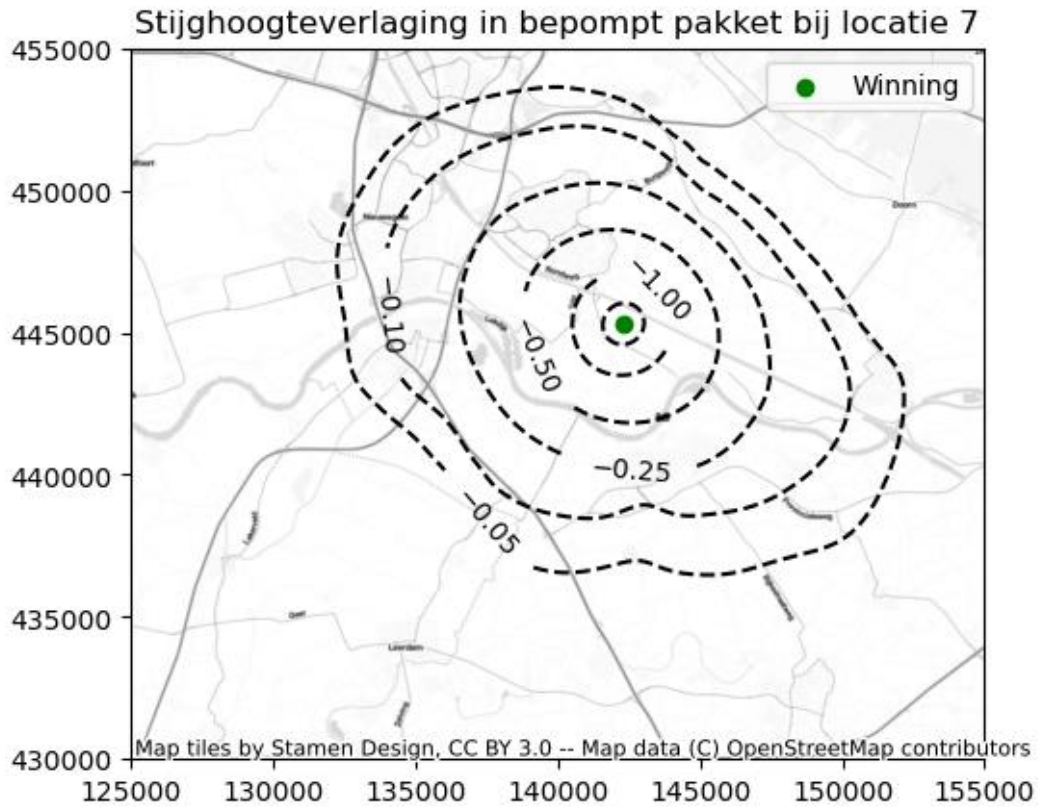 Stijghoogteverlaging in bepompt pakket bij locatie 7
455000
Winning
450000
Doorn
−1.00
445000
−0.10
−0.50
440000
−0.25
−0.05
435000
Leerdam
430000
Map tiles by Stamen Design, CC BY 3.0 -- Map data (C) OpenStreetMap contributors
125000 130000 135000 140000 145000 150000 155000